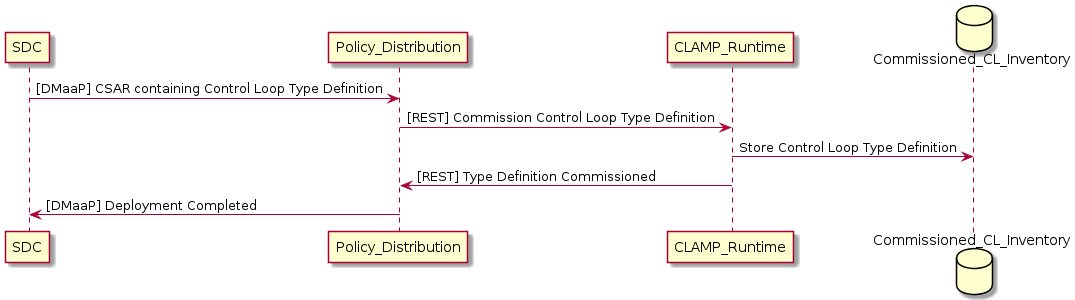 SDC
Policy_Distribution
CLAMP_Runtime
Commissioned_CL_Inventory
[DMaaP] CSAR containing Control Loop Type Definition
[REST] Commission Control Loop Type Definition
Store Control Loop Type Definition
[REST] Type Definition Commissioned
[DMaaP] Deployment Completed
SDC
Policy_Distribution
CLAMP_Runtime
Commissioned_CL_Inventory